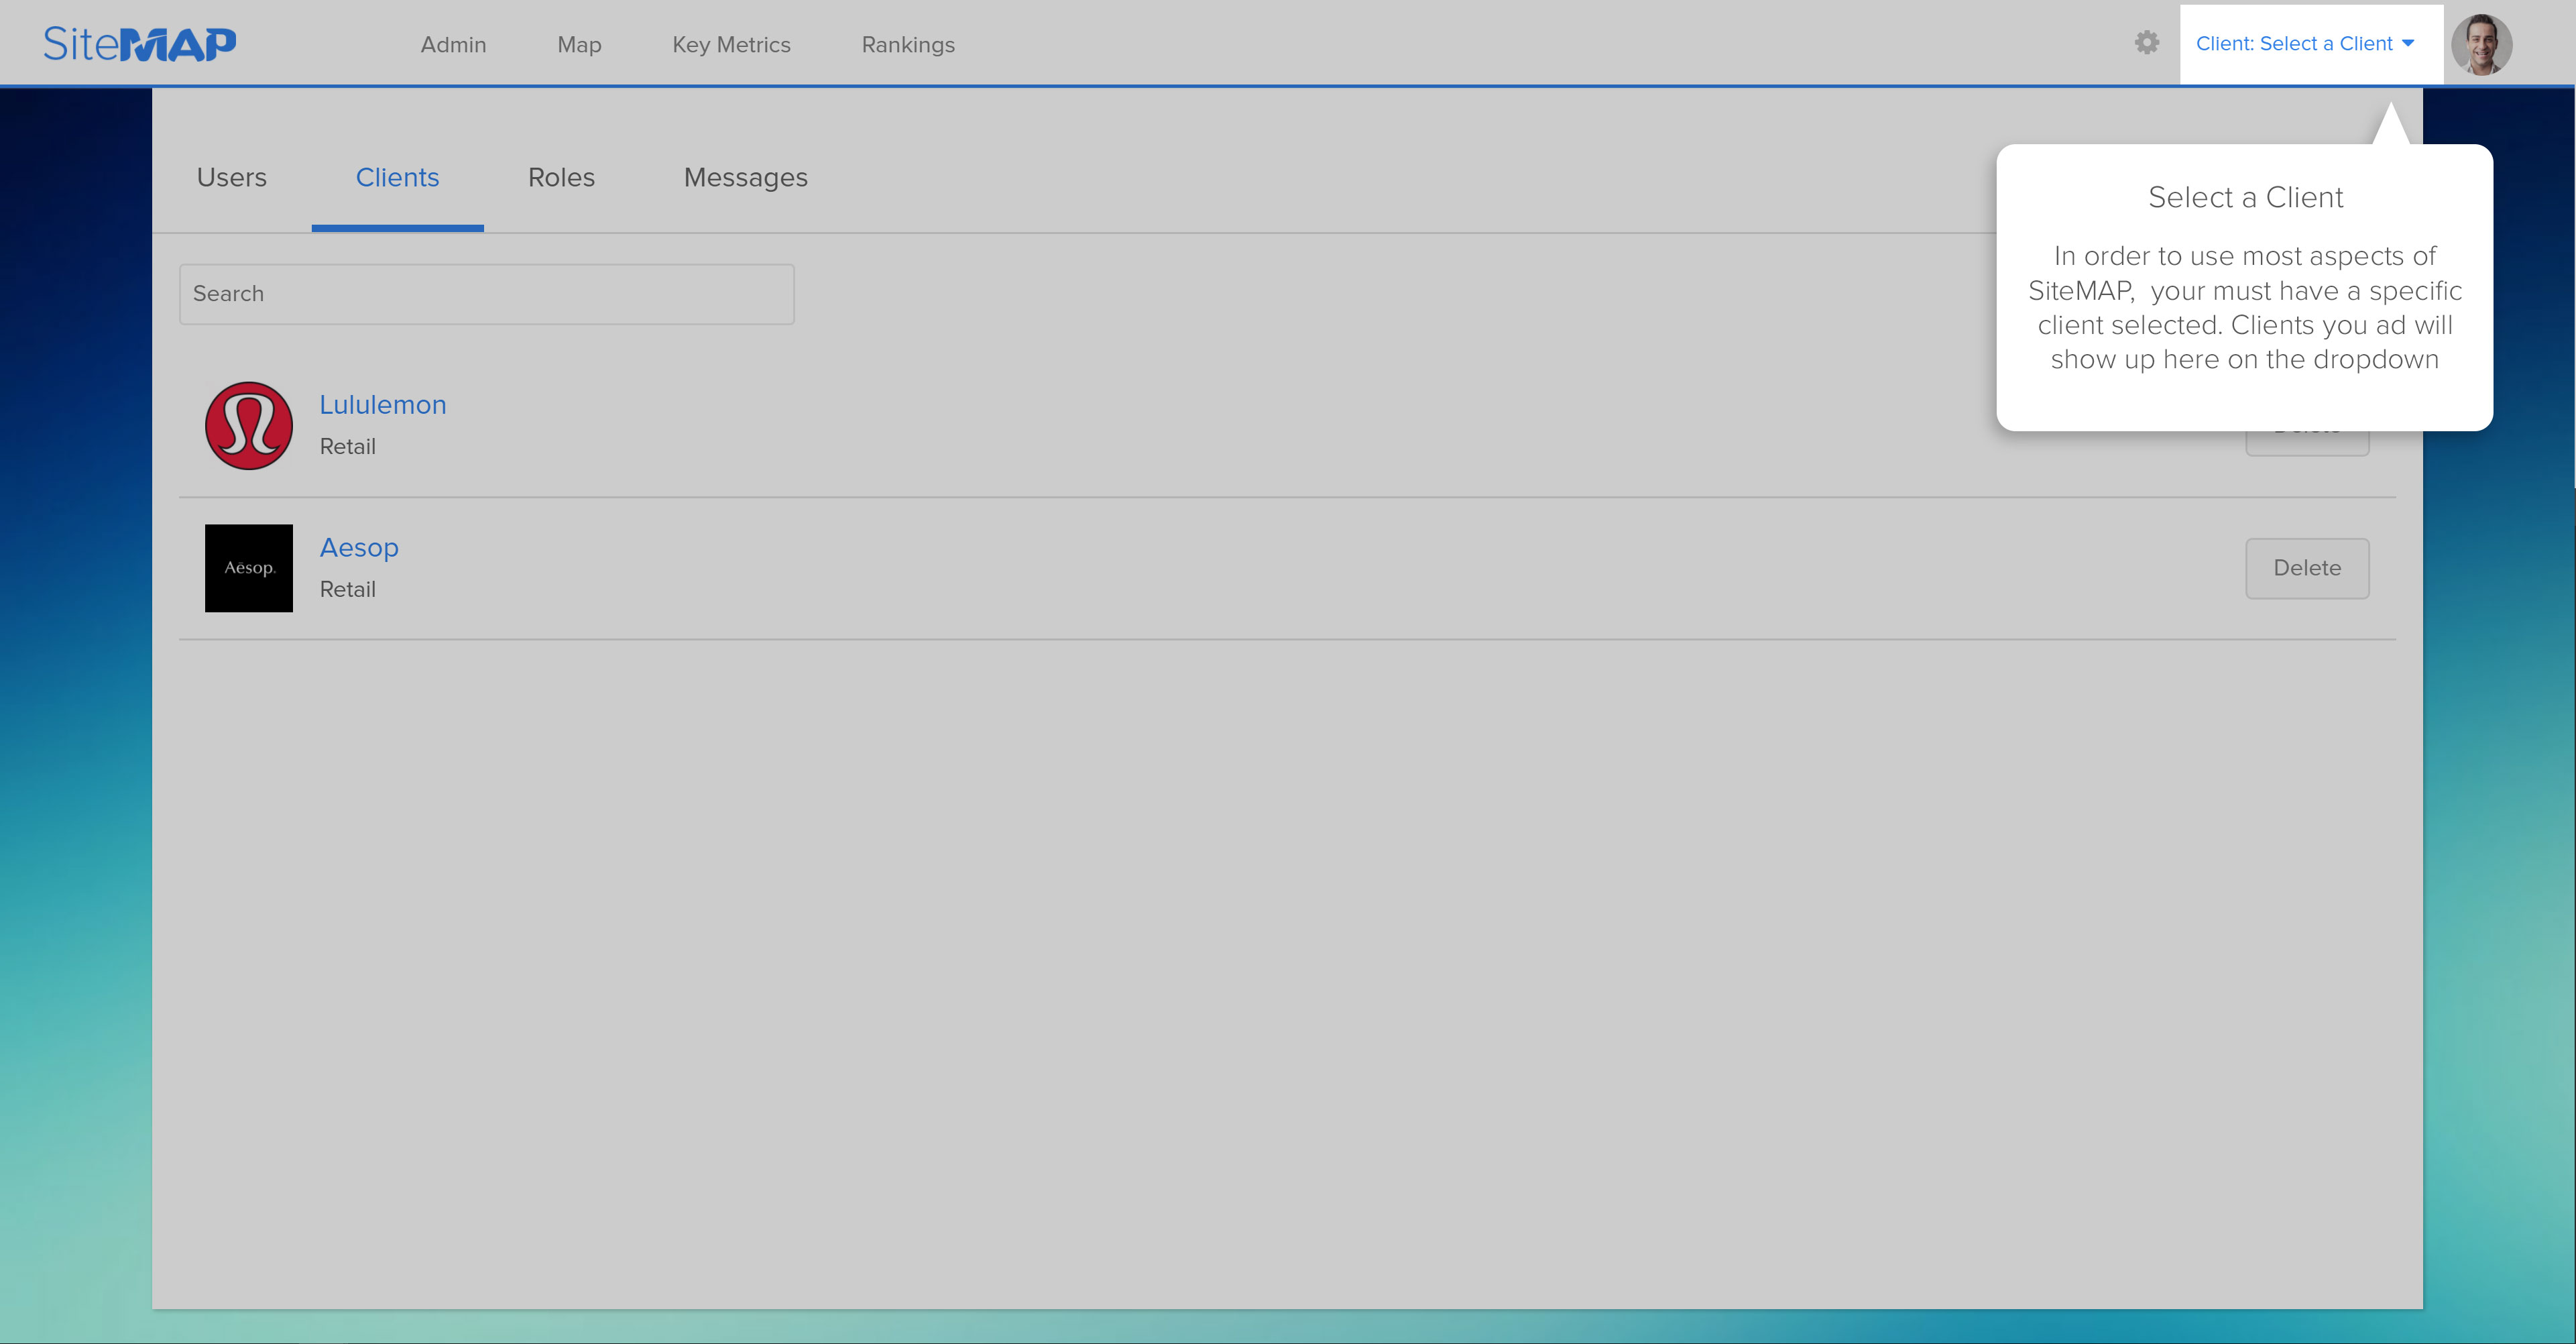 SiteMAP
Admin
Map
Key Metrics
Rankings
Client: Select a Client
Users
Clients
Roles
Messages
Select a Client
In order to use most aspects of
SiteMAP,  your must have a specific
client selected. Clients you ad will
show up here on the dropdown
Search
Lululemon
Retail
Aēsop.
Aesop
Retail
Delete